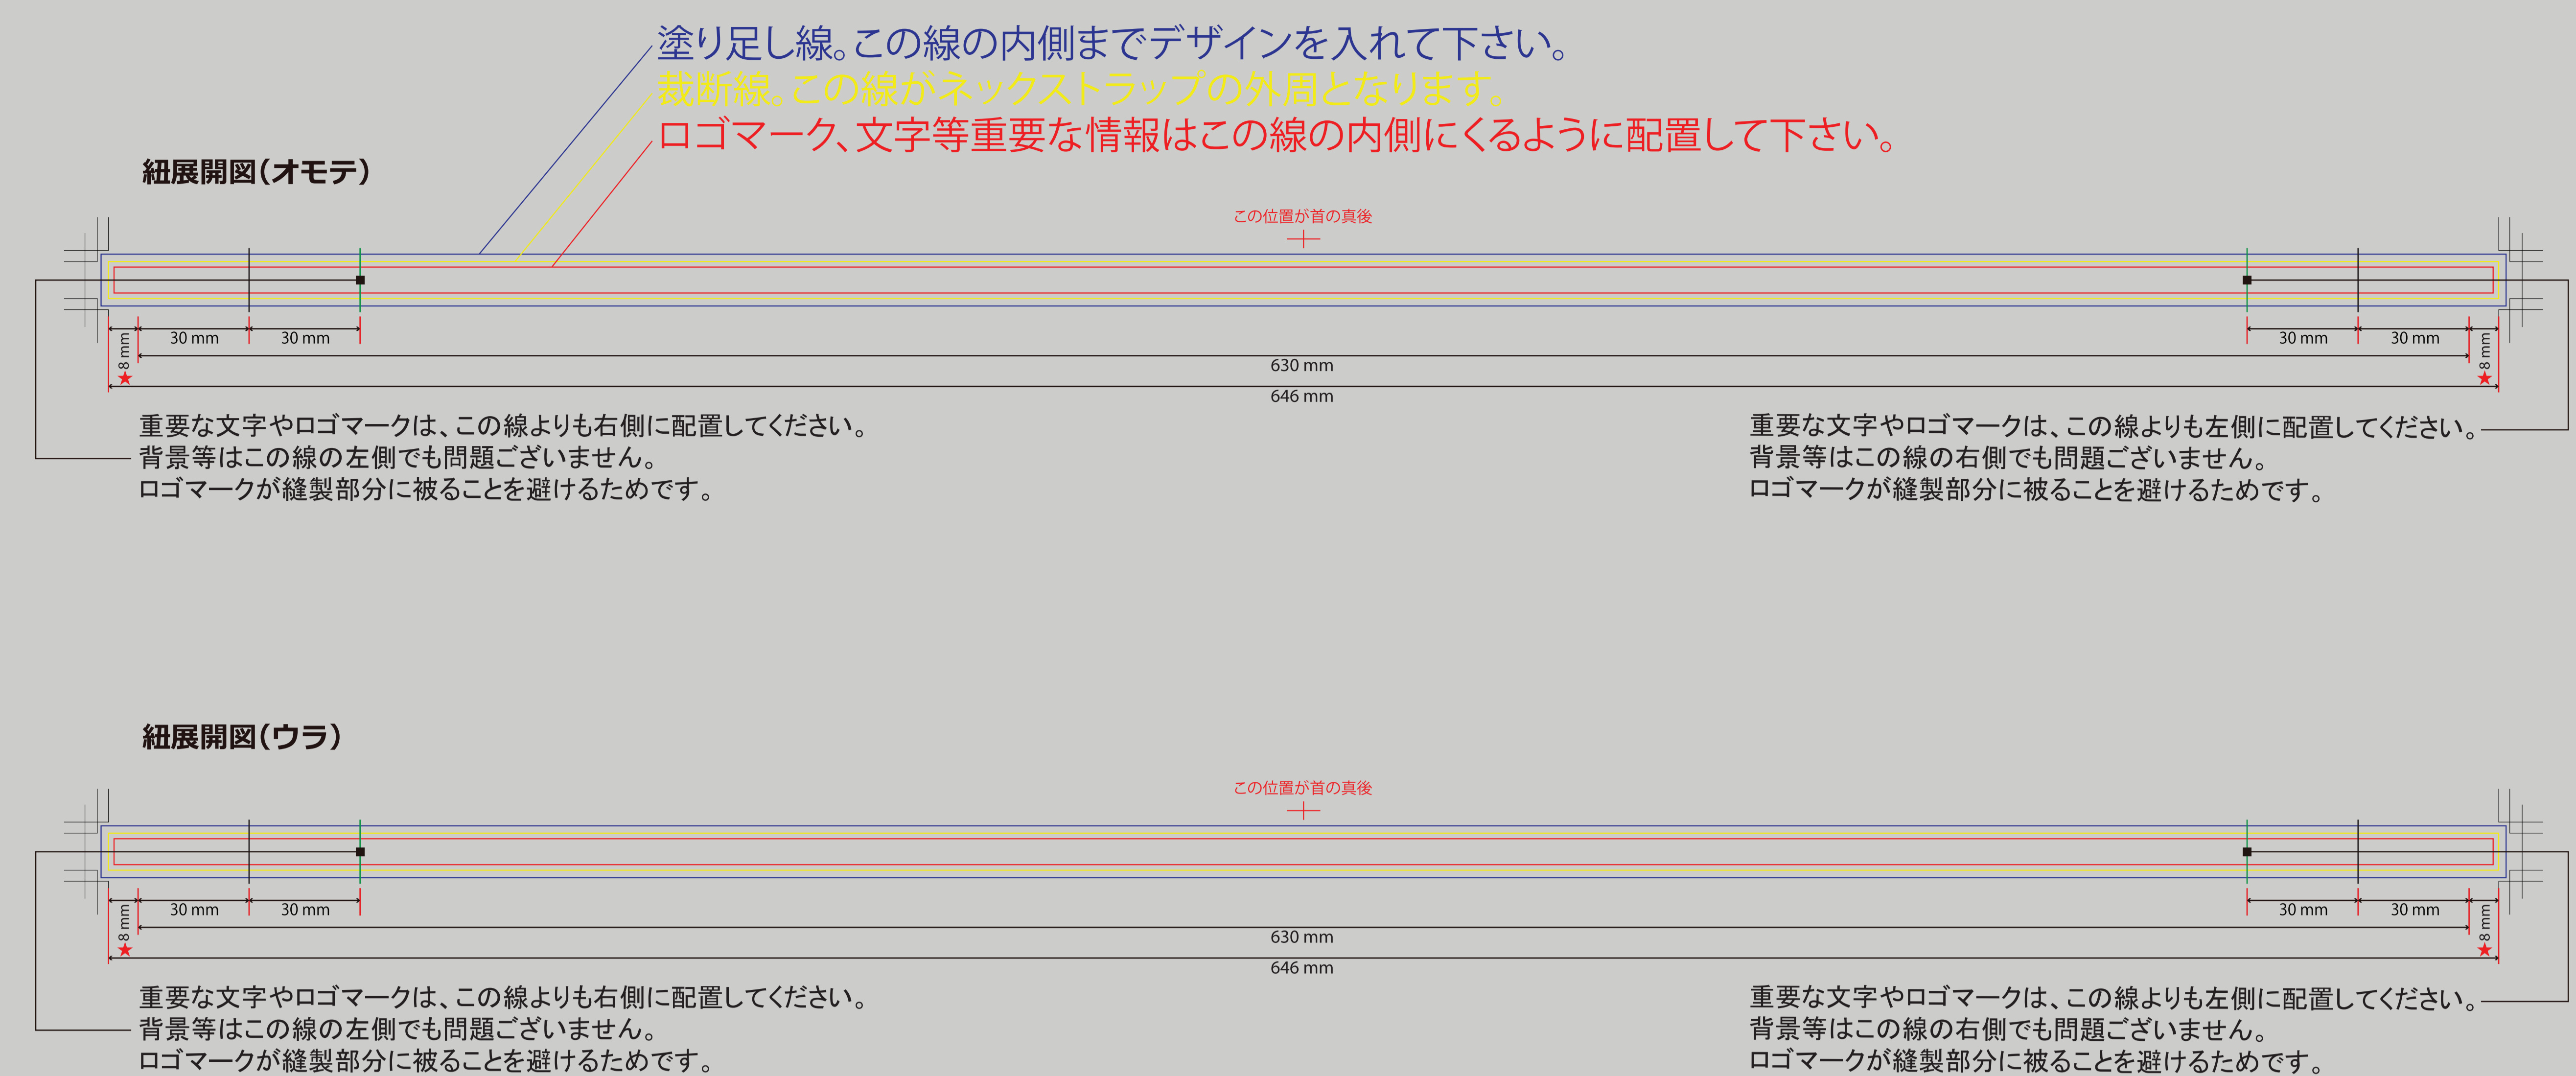 塗り足し線。この線の内側までデザインを入れて下さい。
裁断線。この線がネックストラップの外周となります。
ロゴマーク、文字等重要な情報はこの線の内側にくるように配置して下さい。
紐展開図(オモテ)
この位置が首の真後
30 mm
30 mm
30 mm
30 mm
★8 mm
★8 mm
630 mm
646 mm
重要な文字やロゴマークは、この線よりも右側に配置してください。
背景等はこの線の左側でも問題ございません。
ロゴマークが縫製部分に被ることを避けるためです。
重要な文字やロゴマークは、この線よりも左側に配置してください。
背景等はこの線の右側でも問題ございません。
ロゴマークが縫製部分に被ることを避けるためです。
紐展開図(ウラ)
この位置が首の真後
30 mm
30 mm
30 mm
30 mm
★8 mm
★8 mm
630 mm
646 mm
重要な文字やロゴマークは、この線よりも右側に配置してください。
背景等はこの線の左側でも問題ございません。
ロゴマークが縫製部分に被ることを避けるためです。
重要な文字やロゴマークは、この線よりも左側に配置してください。
背景等はこの線の右側でも問題ございません。
ロゴマークが縫製部分に被ることを避けるためです。